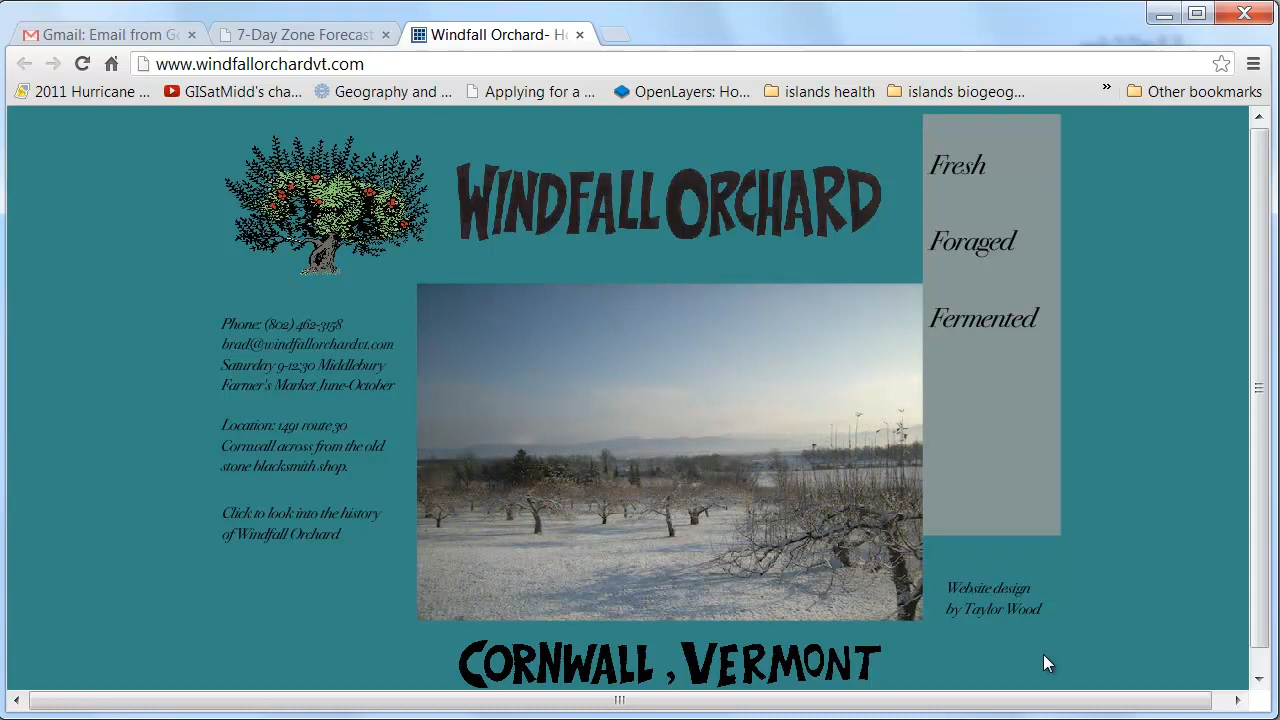 Gmail: Email from Go
7-Day Zone Forecast
Windfall Orchard- Ho
www.windfallorchardvt.com
2011 Hurricane ...
GISatMidd's cha...
Geography and ...
Applying for a ...
OpenLayers: Ho...
islands health
islands biogeog...
»
Other bookmarks
WINDFALL ORCHARD
Fresh
Foraged
Fermented
Phone: (802) 462-3158
brad@windfallorchardvt.com
Saturday 9-12:30 Middlebury
Farmer's Market June-October
Location: 1491 route 30
Cornwall across from the old
stone blacksmith shop.
Click to look into the history
of Windfall Orchard
Website design
by Taylor Wood
CORNWALL, VERMONT